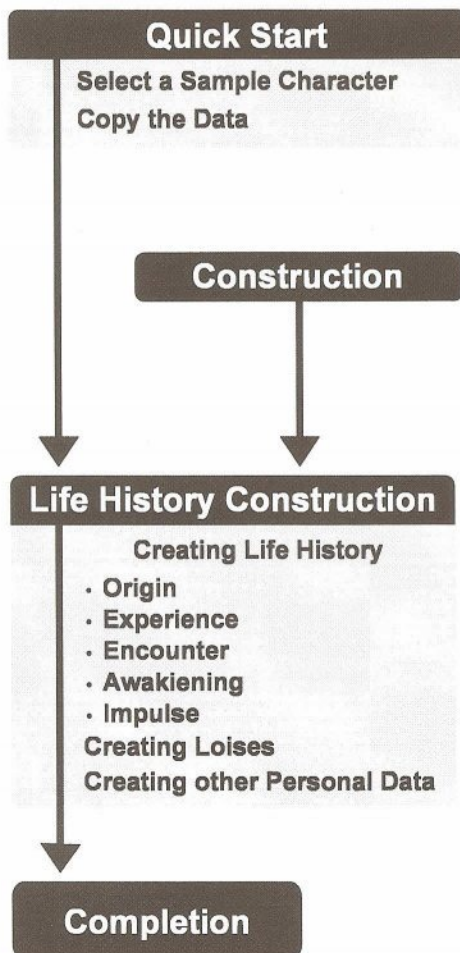 Quick Start
Select a Sample Character
Copy the Data
Construction
Life History Construction
Creating Life History
· Origin
· Experience
· Encounter
· Awakiening
· Impulse
Creating Loises
Creating other Personal Data
Completion